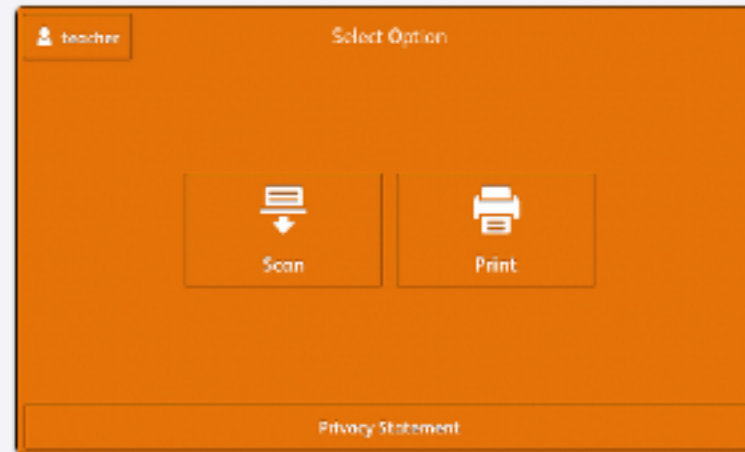 teacher
Select Option
Scan
Print
Privacy Statement